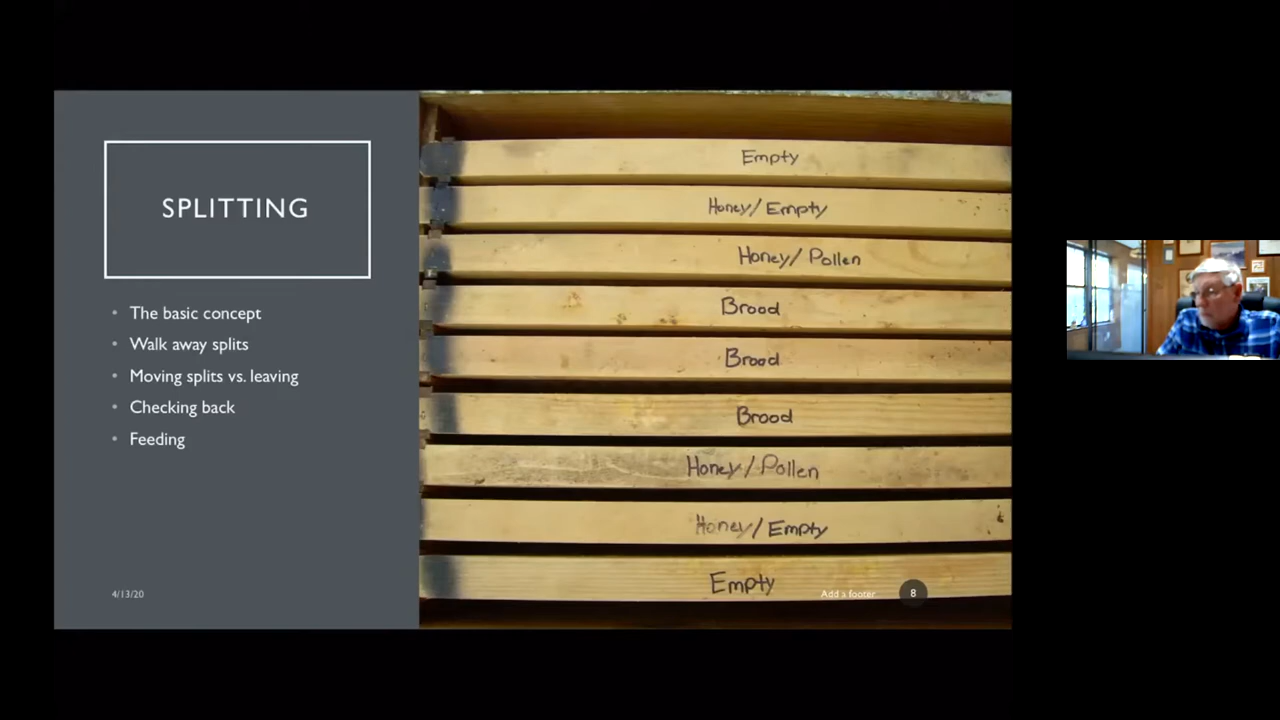 SPLITTING
• The basic concept
• Walk away splits
• Moving splits vs. leaving
• Checking back
• Feeding
4/13/20
Empty
Honey/Empty
Honey/Pollen
Brood
Brood
Brood
Honey/Pollen
Honey/Empty
Empty
Add a footer
8